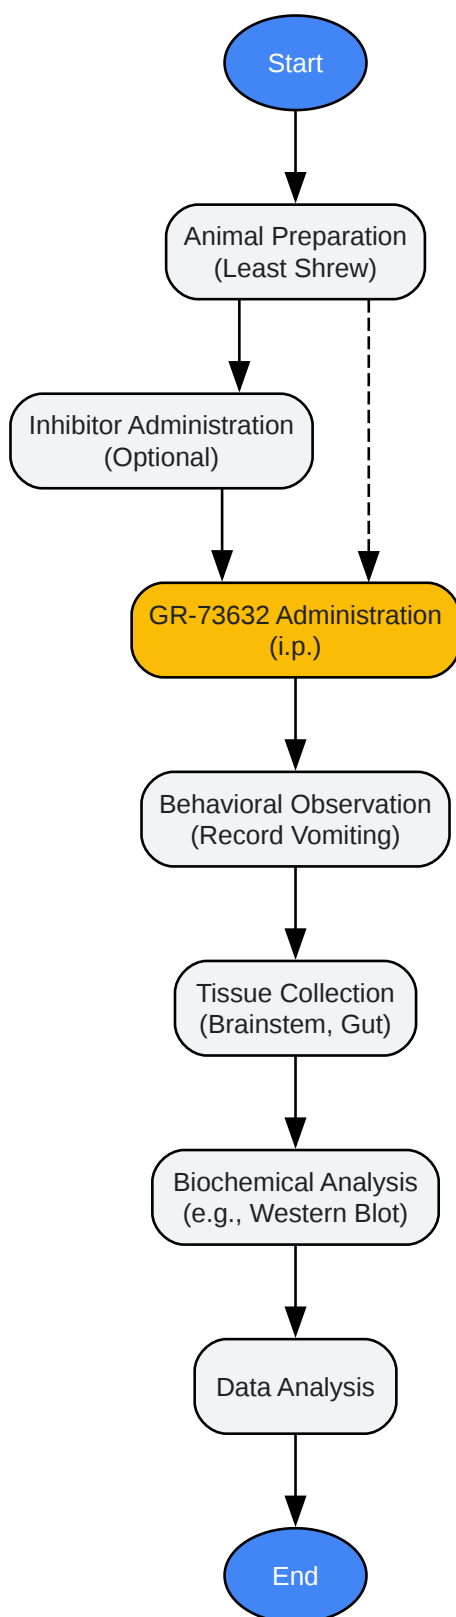 Start
Animal Preparation
(Least Shrew)
Inhibitor Administration
(Optional)
GR-73632 Administration
(i.p.)
Behavioral Observation
(Record Vomiting)
Tissue Collection
(Brainstem, Gut)
Biochemical Analysis
(e.g., Western Blot)
Data Analysis
End